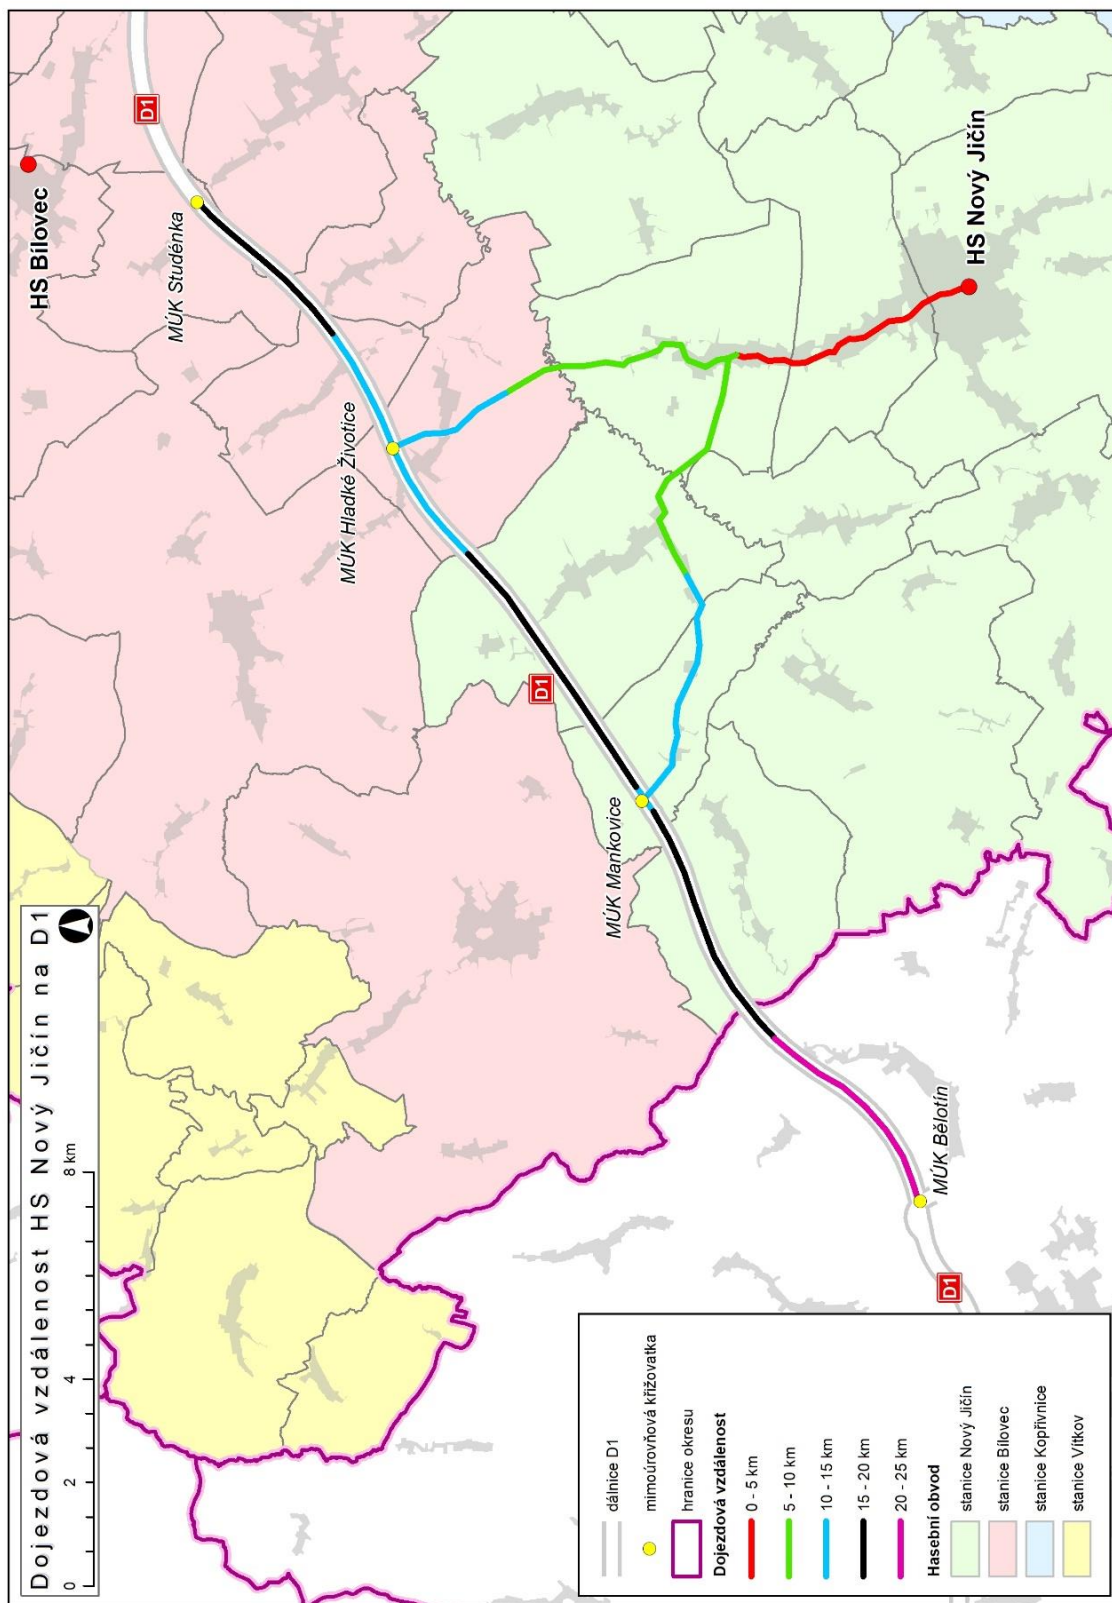 Dojezdová vzdálenost HS Nový Jičín na D1
0 2 4 8 km
HS Bílovec
D1
MÚK Studénka
MÚK Hladké Životice
D1
MÚK Mankovice
HS Nový Jičín
MÚK Bělotín
D1
dálnice D1
mimoúrovňová křižovatka
hranice okresu
Dojezdová vzdálenost
0 - 5 km
5 - 10 km
10 - 15 km
15 - 20 km
20 - 25 km
Hasební obvod
stanice Nový Jičín
stanice Bílovec
stanice Kopřivnice
stanice Vítkov